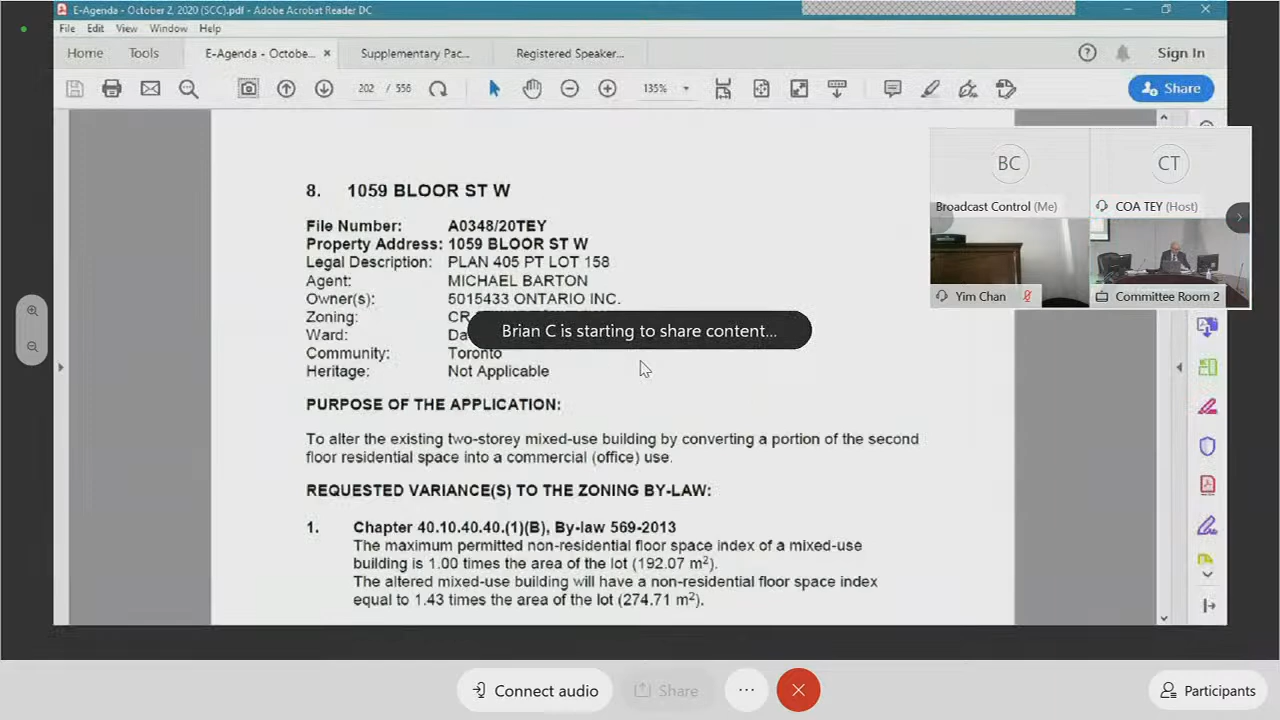 E-Agenda - October 2, 2020 (SCC).pdf - Adobe Acrobat Reader DC
File Edit View Window Help
Home Tools E-Agenda - Octobe... × Supplementary Pac... Registered Speaker... Sign In
202 / 556 135% Share
8. 1059 BLOOR ST W
File Number: A0348/20TEY
Property Address: 1059 BLOOR ST W
Legal Description: PLAN 405 PT LOT 158
Agent: MICHAEL BARTON
Owner(s): 5015433 ONTARIO INC.
Zoning: CR
Ward: Da
Community: Toronto
Heritage: Not Applicable
Brian C is starting to share content...
PURPOSE OF THE APPLICATION:
To alter the existing two-storey mixed-use building by converting a portion of the second
floor residential space into a commercial (office) use.
REQUESTED VARIANCE(S) TO THE ZONING BY-LAW:
1. Chapter 40.10.40.40.(1)(B), By-law 569-2013
The maximum permitted non-residential floor space index of a mixed-use
building is 1.00 times the area of the lot (192.07 m²).
The altered mixed-use building will have a non-residential floor space index
equal to 1.43 times the area of the lot (274.71 m²).
BC CT
Broadcast Control (Me) COA TEY (Host)
Yim Chan Committee Room 2
Connect audio Share ... Participants